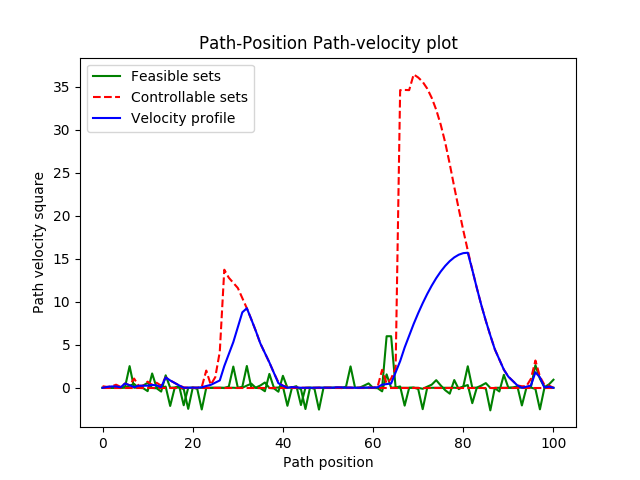 Path-Position Path-velocity plot
Feasible sets
Controllable sets
Velocity profile
Path velocity square
35
30
25
20
15
10
5
0
0 20 40 60 80 100
Path position